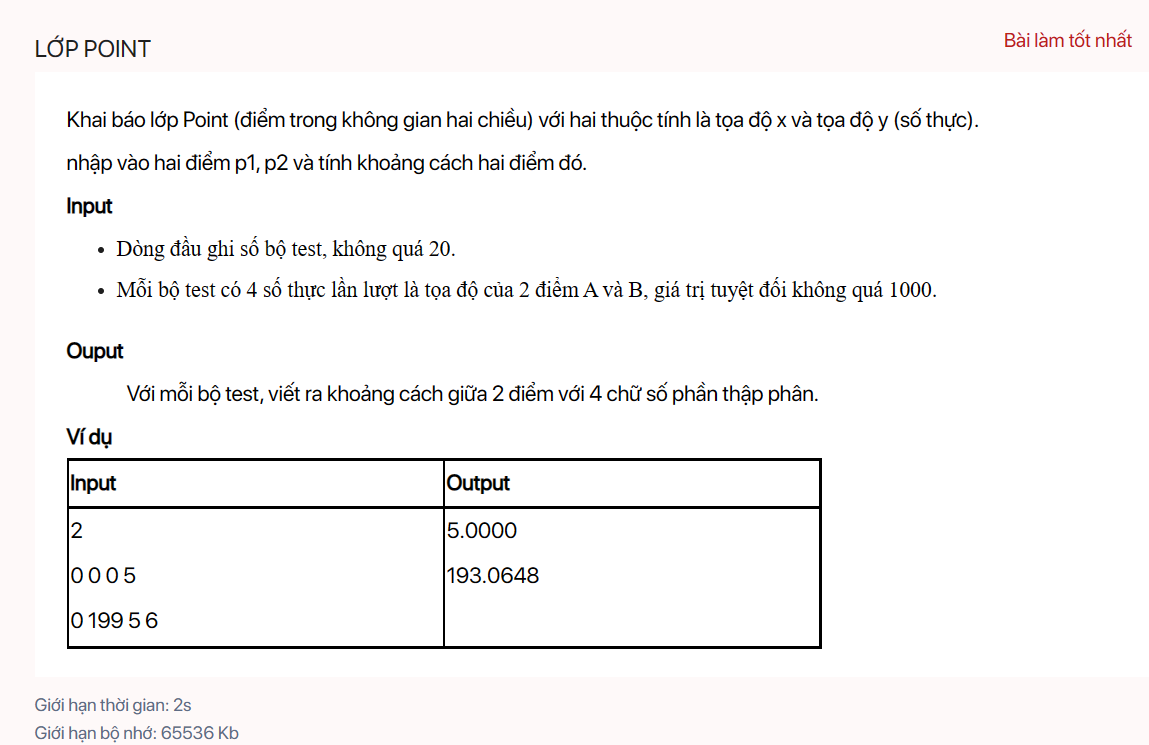 LỚP POINT
Bài làm tốt nhất
Khai báo lớp Point (điểm trong không gian hai chiều) với hai thuộc tính là tọa độ x và tọa độ y (số thực).
nhập vào hai điểm p1, p2 và tính khoảng cách hai điểm đó.
Input
• Dòng đầu ghi số bộ test, không quá 20.
• Mỗi bộ test có 4 số thực lần lượt là tọa độ của 2 điểm A và B, giá trị tuyệt đối không quá 1000.
Ouput
Với mỗi bộ test, viết ra khoảng cách giữa 2 điểm với 4 chữ số phần thập phân.
Ví dụ
Input Output
2 5.0000
0 0 0 5 193.0648
0 199 5 6
Giới hạn thời gian: 2s
Giới hạn bộ nhớ: 65536 Kb